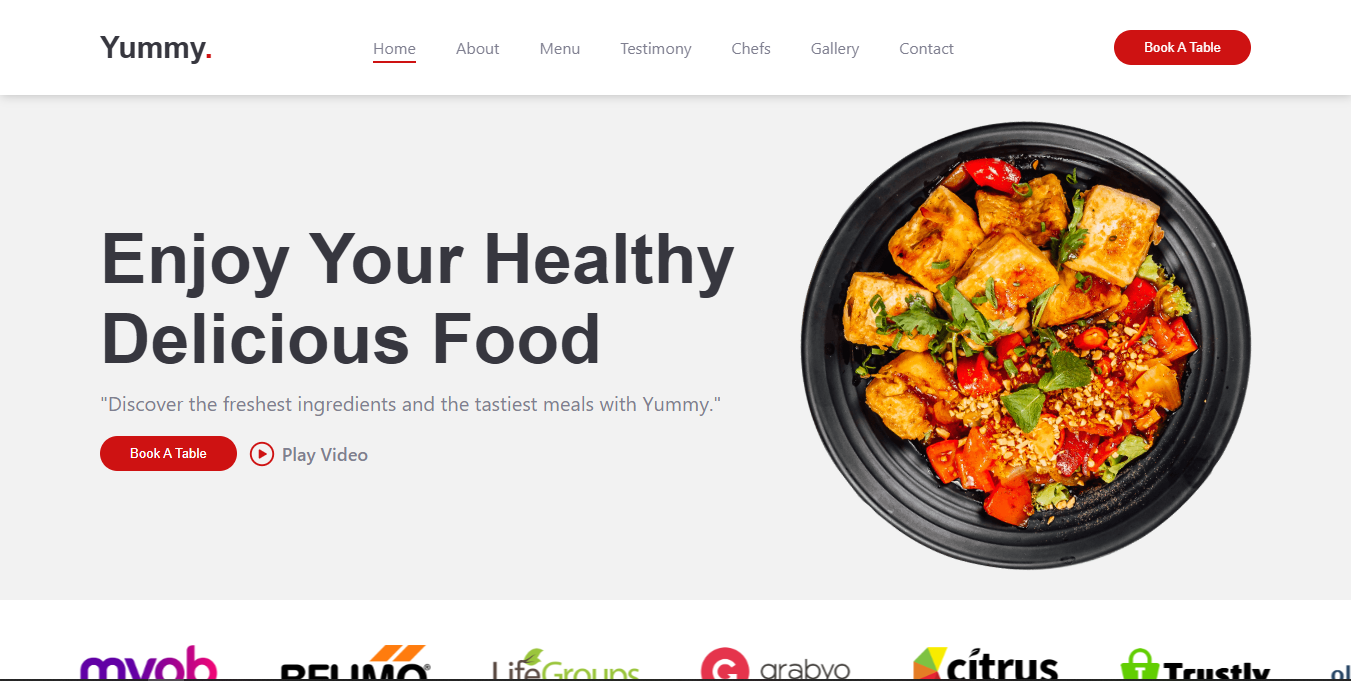 Yummy.
Home About Menu Testimony Chefs Gallery Contact
Book A Table
Enjoy Your Healthy
Delicious Food
"Discover the freshest ingredients and the tastiest meals with Yummy."
Book A Table Play Video
myob BELIMO LifeGroups grabyo citrus Trustly